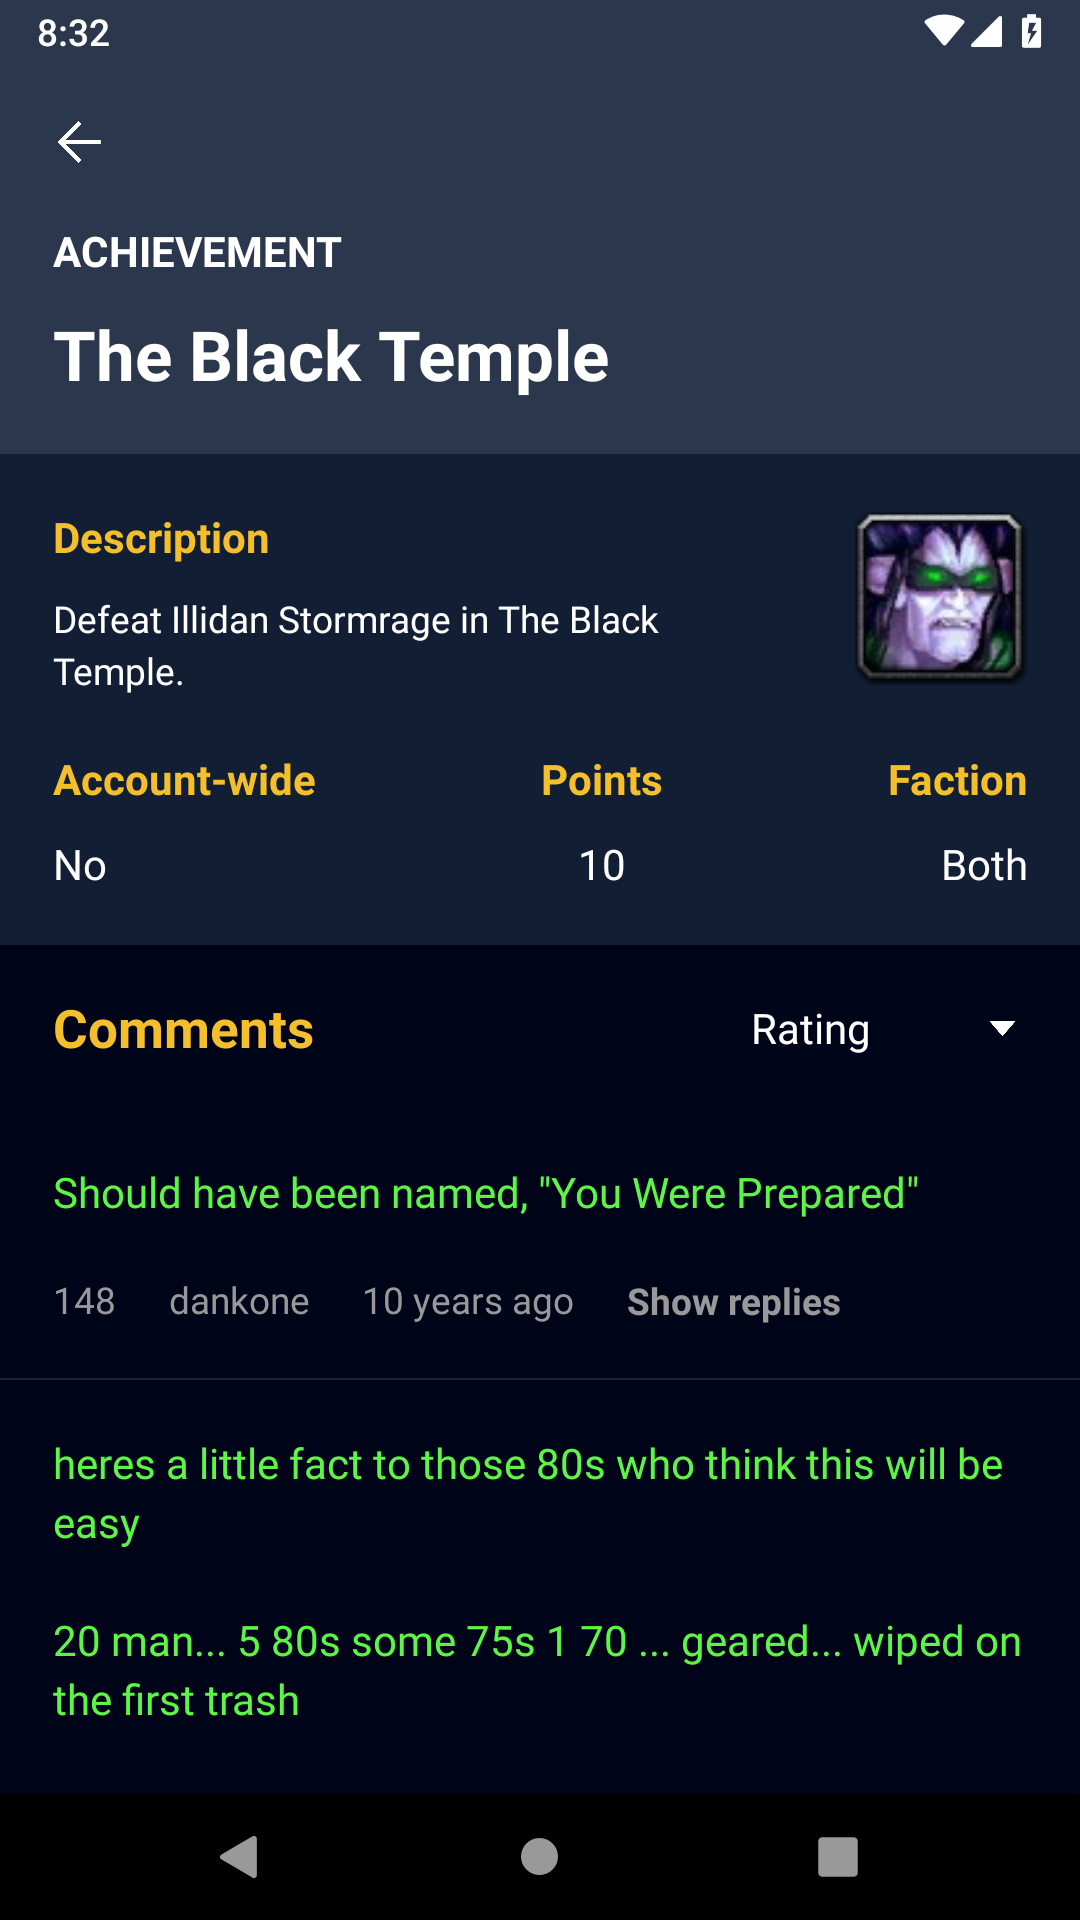 8:32
ACHIEVEMENT
The Black Temple
Description
Defeat Illidan Stormrage in The Black
Temple.
Account-wide Points Faction
No 10 Both
Comments Rating
Should have been named, "You Were Prepared"
148 dankone 10 years ago Show replies
heres a little fact to those 80s who think this will be
easy
20 man... 5 80s some 75s 1 70 ... geared... wiped on
the first trash